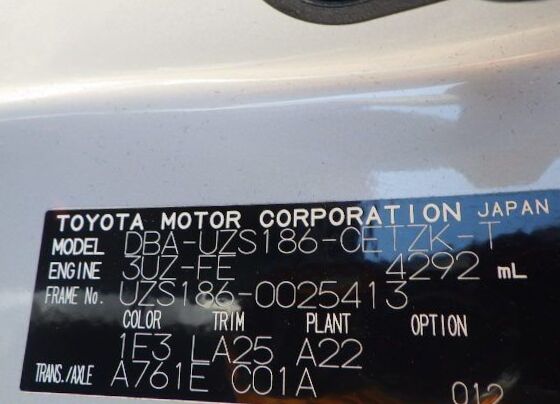 TOYOTA MOTOR CORPORATION JAPAN
MODEL DBA-UZS186-CETZK-T
ENGINE 3UZ-FE 4292 mL
FRAME No. UZS186-0025413
COLOR TRIM PLANT OPTION
1E3 LA25 A22
TRANS./AXLE A761E C01A
012